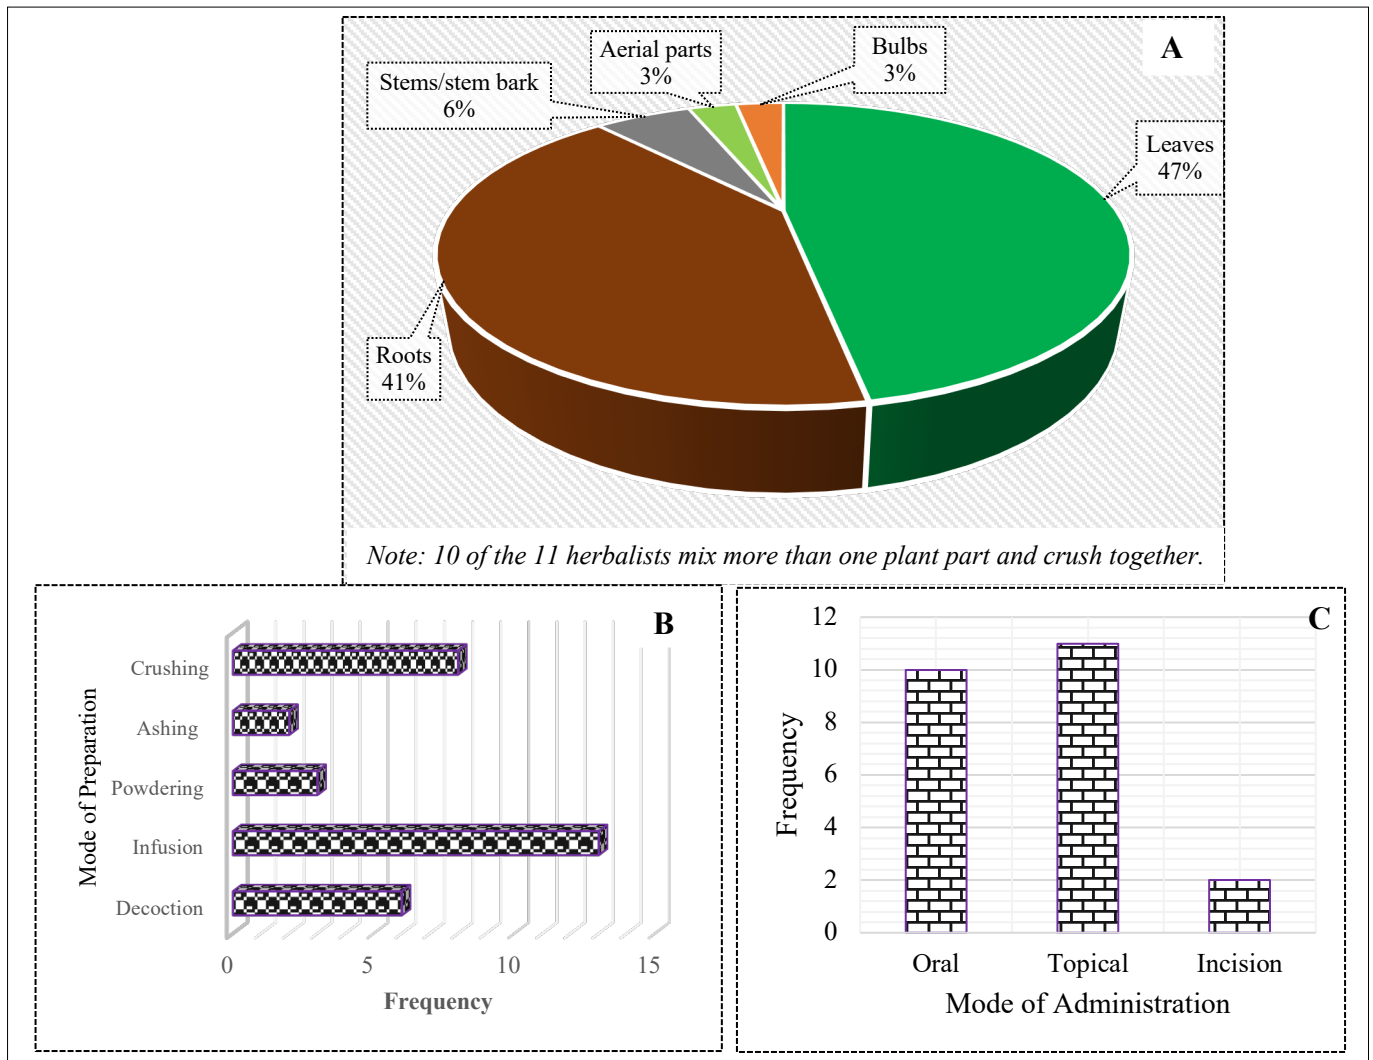 A
Bulbs
3%
Aerial parts
3%
Stems/stem bark
6%
Leaves
47%
Roots
41%
Note: 10 of the 11 herbalists mix more than one plant part and crush together.
B
Mode of Preparation
Crushing
Ashing
Powdering
Infusion
Decoction
0 5 10 15
Frequency
C
Frequency
12
10
8
6
4
2
0
Oral Topical Incision
Mode of Administration